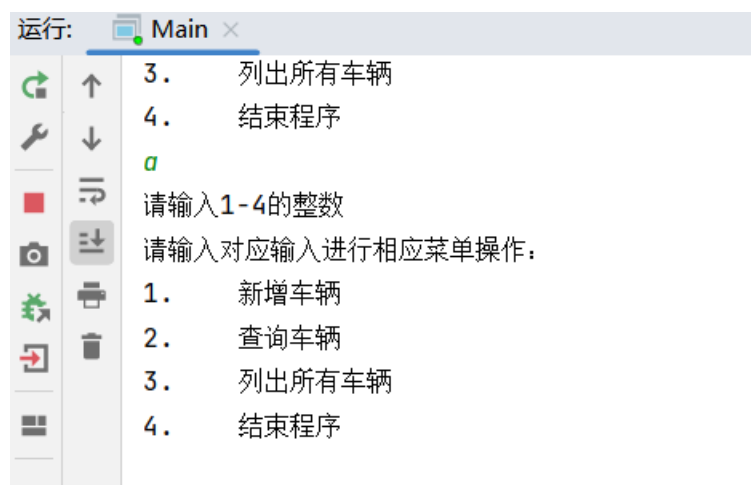 运行: Main
3. 列出所有车辆
4. 结束程序
a
请输入1-4的整数
请输入对应输入进行相应菜单操作：
1. 新增车辆
2. 查询车辆
3. 列出所有车辆
4. 结束程序